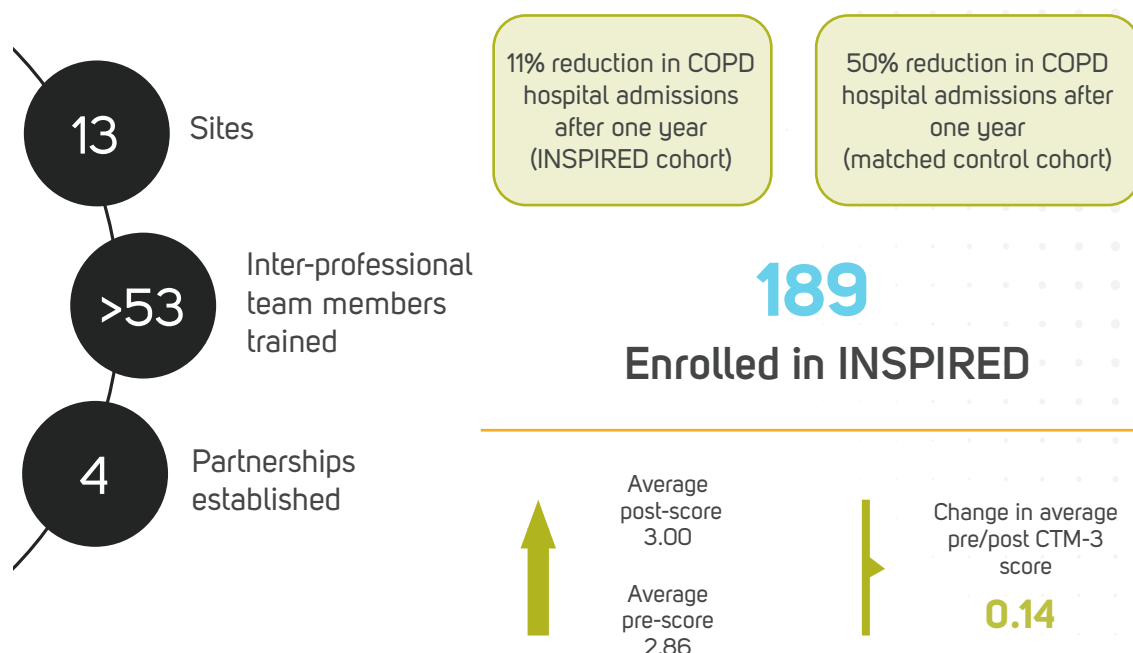 13
Sites
>53
Inter-professional
team members
trained
4
Partnerships
established
11% reduction in COPD
hospital admissions
after one year
(INSPIRED cohort)
50% reduction in COPD
hospital admissions after
one year
(matched control cohort)
189
Enrolled in INSPIRED
Average
post-score
3.00
Average
pre-score
2.86
Change in average
pre/post CTM-3
score
0.14